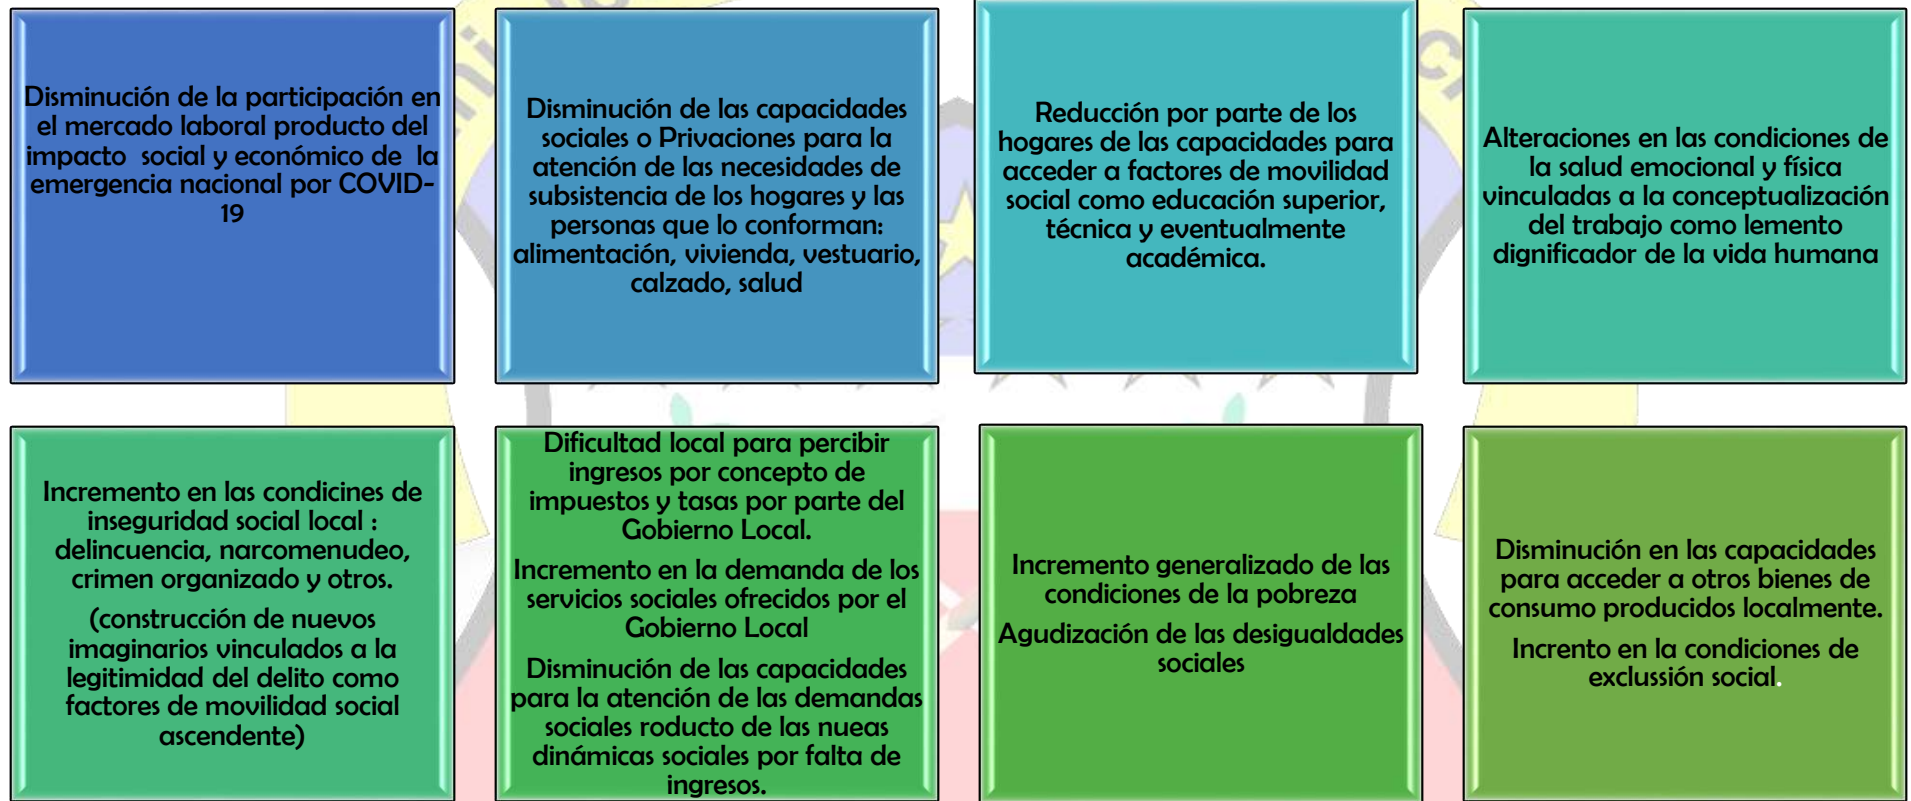 Disminución de la participación en
el mercado laboral producto del
impacto social y económico de la
emergencia nacional por COVID-
19
Disminución de las capacidades
sociales o Privaciones para la
atención de las necesidades de
subsistencia de los hogares y las
personas que lo conforman:
alimentación, vivienda, vestuario,
calzado, salud
Reducción por parte de los
hogares de las capacidades para
acceder a factores de movilidad
social como educación superior,
técnica y eventualmente
académica.
Alteraciones en las condiciones de
la salud emocional y física
vinculadas a la conceptualización
del trabajo como lemento
dignificador de la vida humana
Incremento en las condicines de
inseguridad social local :
delincuencia, narcomenudeo,
crimen organizado y otros.
(construcción de nuevos
imaginarios vinculados a la
legitimidad del delito como
factores de movilidad social
ascendente)
Dificultad local para percibir
ingresos por concepto de
impuestos y tasas por parte del
Gobierno Local.
Incremento en la demanda de los
servicios sociales ofrecidos por el
Gobierno Local
Disminución de las capacidades
para la atención de las demandas
sociales roducto de las nueas
dinámicas sociales por falta de
ingresos.
Incremento generalizado de las
condiciones de la pobreza
Agudización de las desigualdades
sociales
Disminución en las capacidades
para acceder a otros bienes de
consumo producidos localmente.
Incrento en la condiciones de
exclussión social.